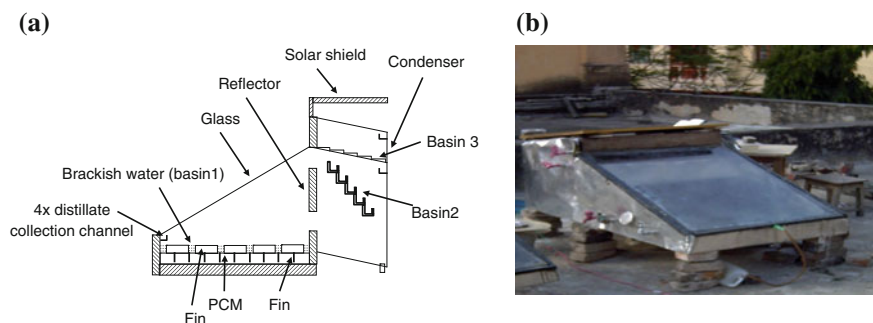 (a)
(b)
Solar shield
Condenser
Reflector
Glass
Basin 3
Brackish water (basin1)
Basin2
4x distillate
collection channel
Fin
PCM
Fin